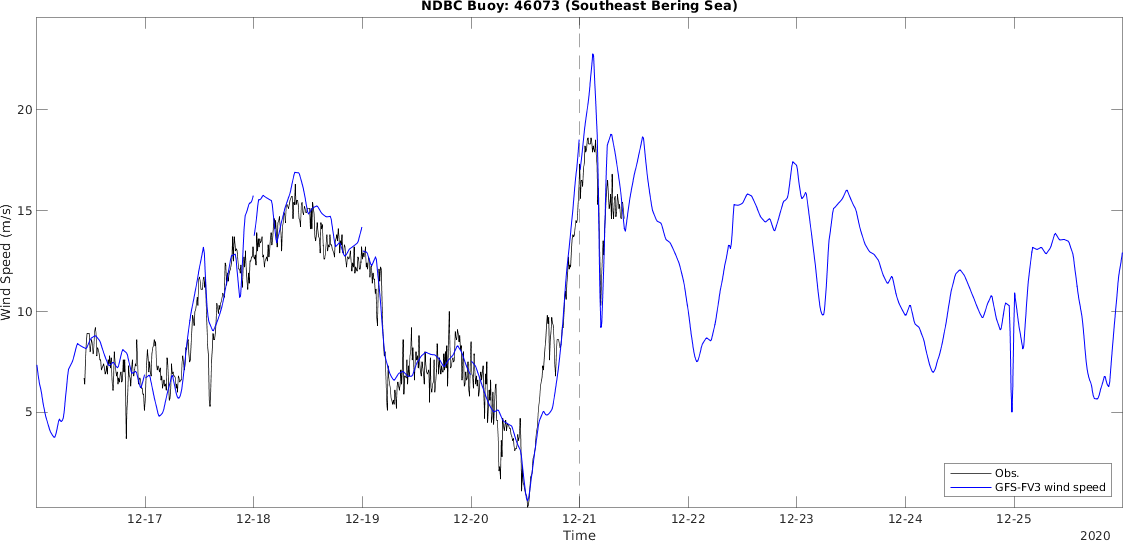 NDBC Buoy: 46073 (Southeast Bering Sea)
20
15
10
5
Wind Speed (m/s)
12-17 12-18 12-19 12-20 12-21 12-22 12-23 12-24 12-25
Time
2020
Obs.
GFS-FV3 wind speed